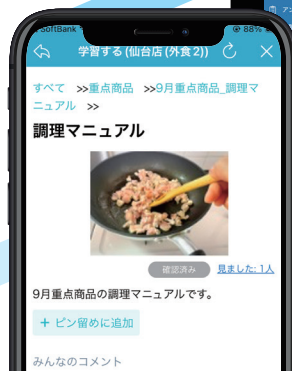 SoftBank
88%
学習する(仙台店(外食2))
すべて >>重点商品 >>9月重点商品_調理マ
ニュアル >>
調理マニュアル
確認済み 見ました: 1人
9月重点商品の調理マニュアルです。
+ ピン留めに追加
みんなのコメント